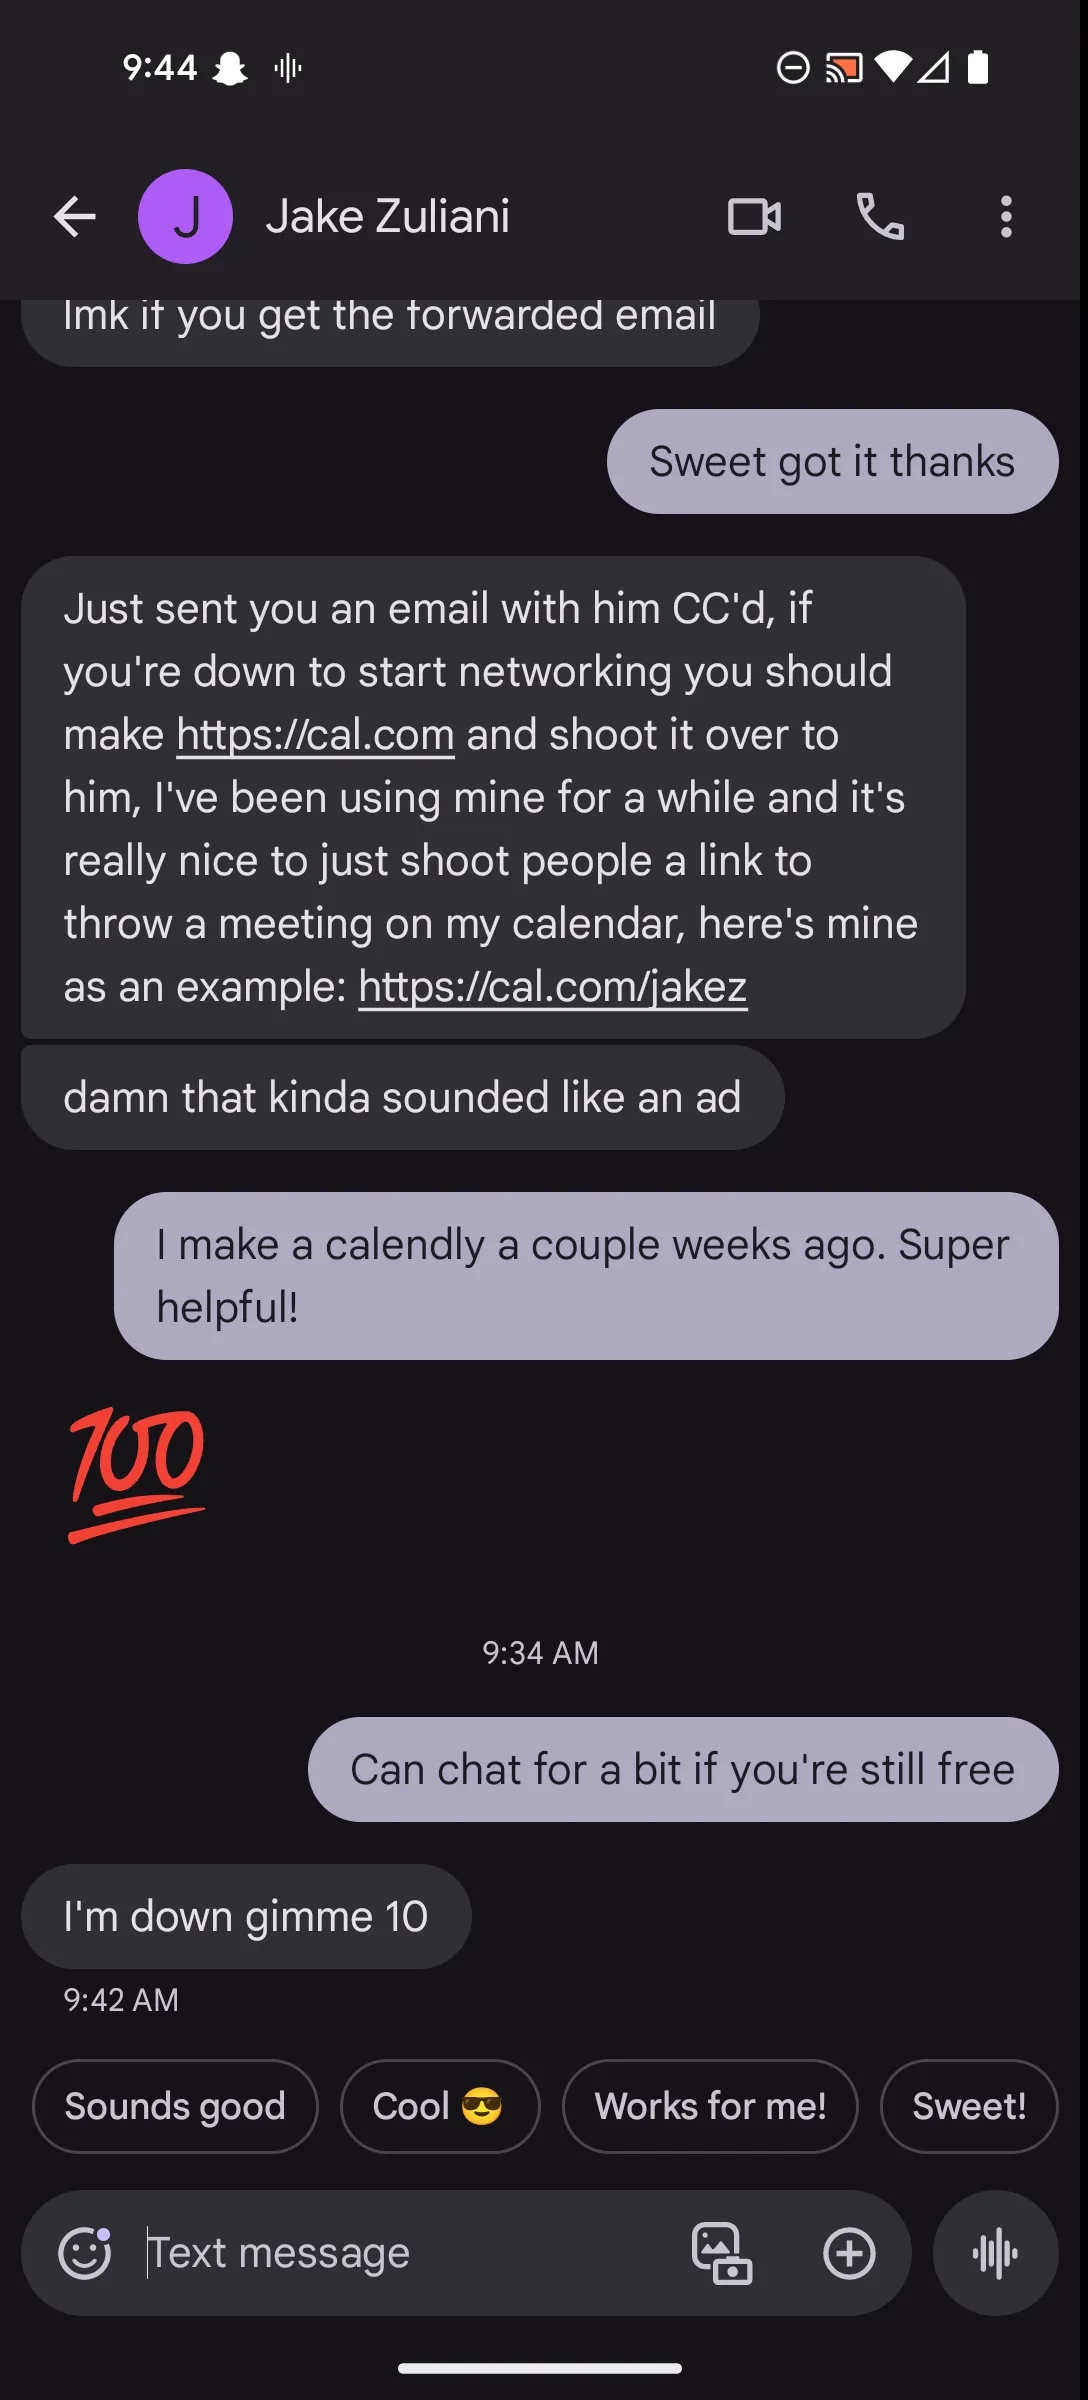 9:44
J
Jake Zuliani
lmk if you get the forwarded email
Sweet got it thanks
Just sent you an email with him CC'd, if
you're down to start networking you should
make https://cal.com and shoot it over to
him, I've been using mine for a while and it's
really nice to just shoot people a link to
throw a meeting on my calendar, here's mine
as an example: https://cal.com/jakez
damn that kinda sounded like an ad
I make a calendly a couple weeks ago. Super
helpful!
💯
9:34 AM
Can chat for a bit if you're still free
I'm down gimme 10
9:42 AM
Sounds good
Cool 😎
Works for me!
Sweet!
Text message